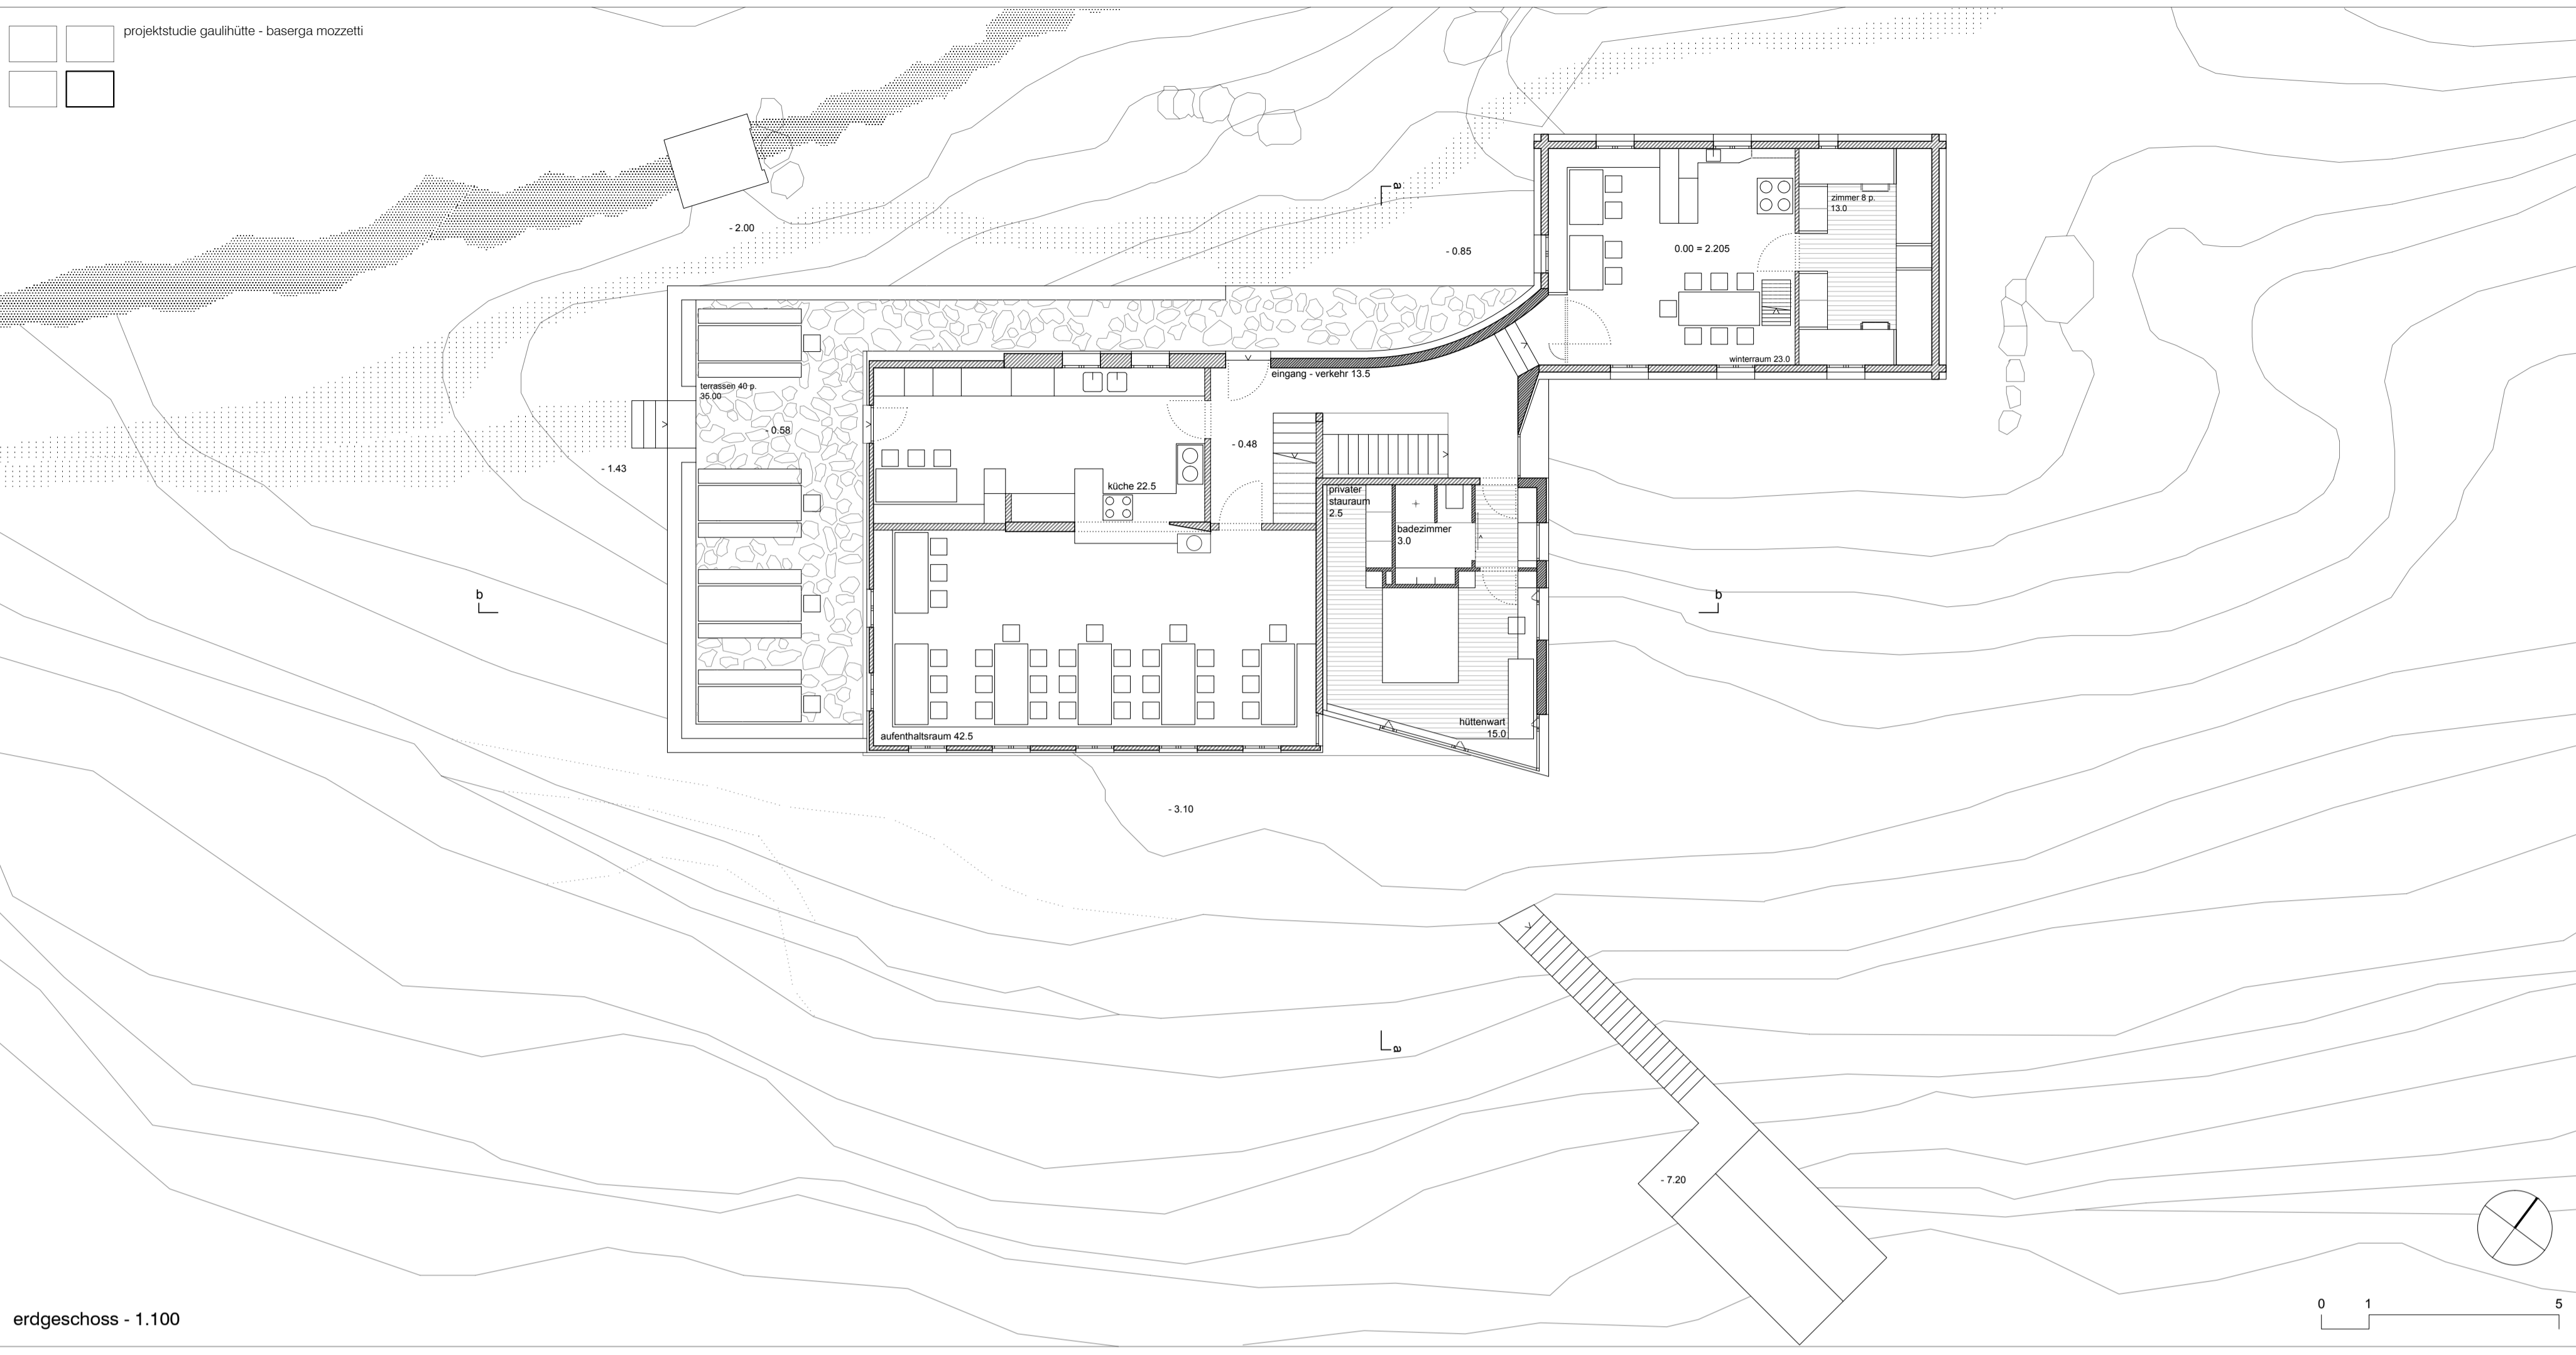 projektstudie gaulihütte - baserga mozzetti
- 2.00
a
- 0.85
zimmer 8 p.
13.0
0.00 = 2.205
winterraum 23.0
eingang - verkehr 13.5
terrassen 40 p.
35.00
- 0.58
- 0.48
- 1.43
küche 22.5
privater
stauraum
2.5
badezimmer
3.0
b
b
hüttenwart
15.0
aufenthaltsraum 42.5
- 3.10
a
- 7.20
0 1 5
erdgeschoss - 1.100